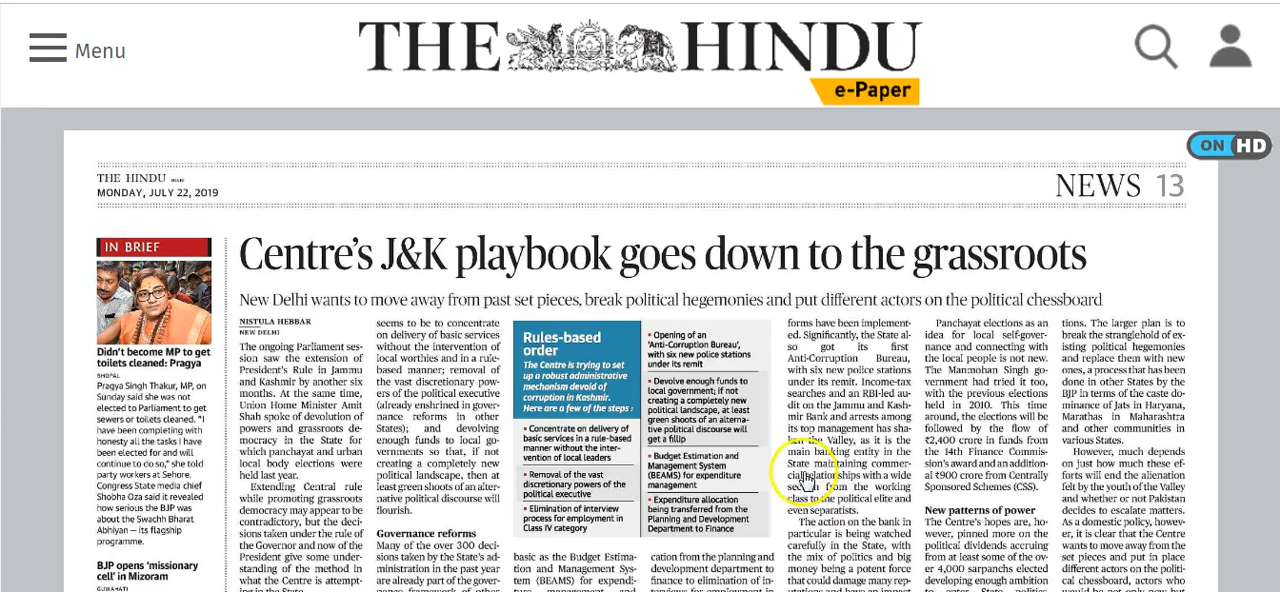 Menu
THE HINDU
e-Paper
ON HD
THE HINDU
MONDAY, JULY 22, 2019
NEWS 13
IN BRIEF
Didn't become MP to get
toilets cleaned: Pragya
BHOPAL
Pragya Singh Thakur, MP, on
Sunday said she was not
elected to Parliament to get
sewers or toilets cleaned. "I
have been completing with
honesty all the tasks I have
been elected for and will
continue to do so," she told
party workers at Sehore.
Congress State media chief
Shobha Oza said it revealed
how serious the BJP was
about the Swachh Bharat
Abhiyan — its flagship
programme.
BJP opens 'missionary
cell' in Mizoram
GUWAHATI
Centre's J&K playbook goes down to the grassroots
New Delhi wants to move away from past set pieces, break political hegemonies and put different actors on the political chessboard
NISTULA HEBBAR
NEW DELHI
The ongoing Parliament ses-
sion saw the extension of
President's Rule in Jammu
and Kashmir by another six
months. At the same time,
Union Home Minister Amit
Shah spoke of devolution of
powers and grassroots de-
mocracy in the State for
which panchayat and urban
local body elections were
held last year.
Extending Central rule
while promoting grassroots
democracy may appear to be
contradictory, but the deci-
sions taken under the rule of
the Governor and now of the
President give some under-
standing of the method in
what the Centre is attempt-
ing in the State.
seems to be to concentrate
on delivery of basic services
without the intervention of
local worthies and in a rule-
based manner; removal of
the vast discretionary pow-
ers of the political executive
(already enshrined in gover-
nance reforms in other
States); and devolving
enough funds to local go-
vernments so that, if not
creating a completely new
political landscape, then at
least green shoots of an alter-
native political discourse will
flourish.
Governance reforms
Many of the over 300 deci-
sions taken by the State's ad-
ministration in the past year
are already part of the gover-
nance framework of other
Rules-based
order
The Centre is trying to set
up a robust administrative
mechanism devoid of
corruption in Kashmir.
Here are a few of the steps :
• Concentrate on delivery of
basic services in a rule-based
manner without the inter-
vention of local leaders
• Removal of the vast
discretionary powers of the
political executive
• Elimination of interview
process for employment in
Class IV category
• Opening of an
'Anti-Corruption Bureau',
with six new police stations
under its remit
• Devolve enough funds to
local government; if not
creating a completely new
political landscape, at least
green shoots of an alterna-
tive political discourse will
get a fillip
• Budget Estimation and
Management System
(BEAMS) for expenditure
management
• Expenditure allocation
being transferred from the
Planning and Development
Department to Finance
basic as the Budget Estima-
tion and Management Sys-
tem (BEAMS) for expendi-
ture management, and
cation from the planning and
development department to
finance to elimination of in-
terviews for employment in
forms have been implement-
ed. Significantly, the State al-
so got its first
Anti-Corruption Bureau,
with six new police stations
under its remit. Income-tax
searches and an RBI-led au-
dit on the Jammu and Kash-
mir Bank and arrests among
its top management has sha-
ken the Valley, as it is the
main banking entity in the
State maintaining commer-
cial relationships with a wide
section from the working
class to the political elite and
even separatists.
The action on the bank in
particular is being watched
carefully in the State, with
the mix of politics and big
money being a potent force
that could damage many rep-
utations and have an impact
Panchayat elections as an
idea for local self-gover-
nance and connecting with
the local people is not new.
The Manmohan Singh go-
vernment had tried it too,
with the previous elections
held in 2010. This time
around, the elections will be
followed by the flow of
₹2,400 crore in funds from
the 14th Finance Commis-
sion's award and an addition-
al ₹900 crore from Centrally
Sponsored Schemes (CSS).
New patterns of power
The Centre's hopes are, ho-
wever, pinned more on the
political dividends accruing
from at least some of the ov-
er 4,000 sarpanchs elected
developing enough ambition
to enter State politics
tions. The larger plan is to
break the stranglehold of ex-
isting political hegemonies
and replace them with new
ones, a process that has been
done in other States by the
BJP in terms of the caste do-
minance of Jats in Haryana,
Marathas in Maharashtra
and other communities in
various States.
However, much depends
on just how much these ef-
forts will end the alienation
felt by the youth of the Valley
and whether or not Pakistan
decides to escalate matters.
As a domestic policy, howev-
er, it is clear that the Centre
wants to move away from the
set pieces and put in place
different actors on the politi-
cal chessboard, actors who
would be not only new but